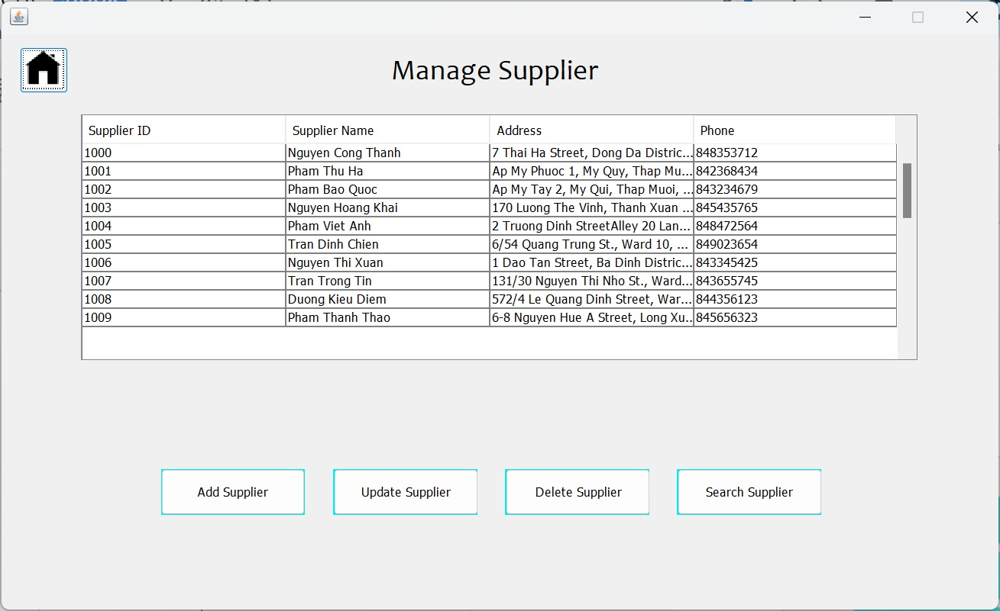 Manage Supplier
Supplier ID Supplier Name Address Phone
1000 Nguyen Cong Thanh 7 Thai Ha Street, Dong Da Distric... 848353712
1001 Pham Thu Ha Ap My Phuoc 1, My Quy, Thap Mu... 842368434
1002 Pham Bao Quoc Ap My Tay 2, My Qui, Thap Muoi, ... 843234679
1003 Nguyen Hoang Khai 170 Luong The Vinh, Thanh Xuan ... 845435765
1004 Pham Viet Anh 2 Truong Dinh StreetAlley 20 Lan... 848472564
1005 Tran Dinh Chien 6/54 Quang Trung St., Ward 10, ... 849023654
1006 Nguyen Thi Xuan 1 Dao Tan Street, Ba Dinh Distric... 843345425
1007 Tran Trong Tin 131/30 Nguyen Thi Nho St., Ward... 843655745
1008 Duong Kieu Diem 572/4 Le Quang Dinh Street, War... 844356123
1009 Pham Thanh Thao 6-8 Nguyen Hue A Street, Long Xu... 845656323
Add Supplier Update Supplier Delete Supplier Search Supplier